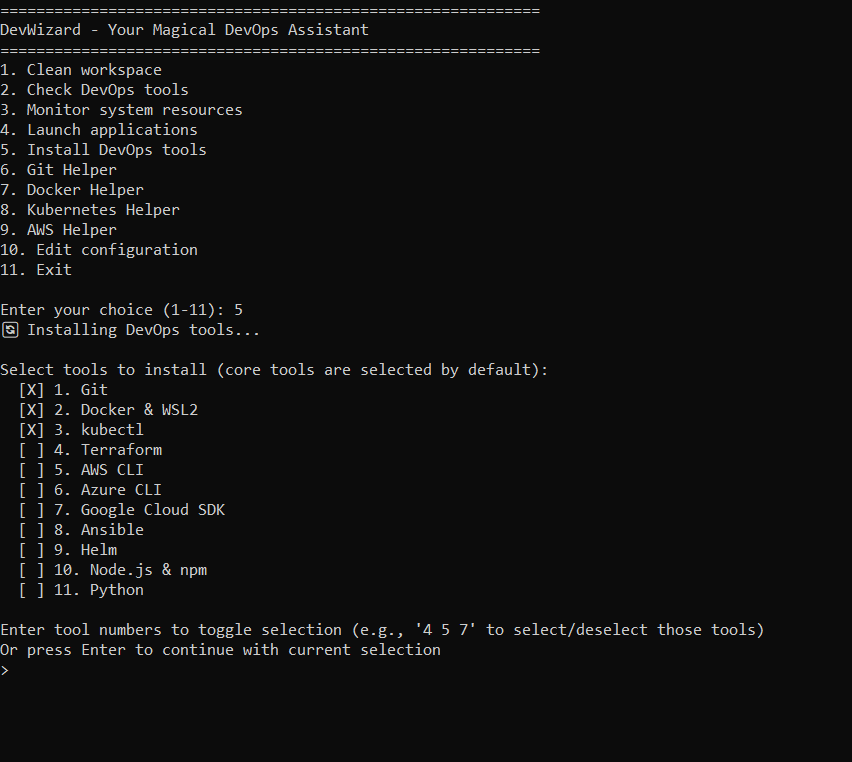 ============================================================
DevWizard - Your Magical DevOps Assistant
============================================================
1. Clean workspace
2. Check DevOps tools
3. Monitor system resources
4. Launch applications
5. Install DevOps tools
6. Git Helper
7. Docker Helper
8. Kubernetes Helper
9. AWS Helper
10. Edit configuration
11. Exit

Enter your choice (1-11): 5
🔄 Installing DevOps tools...

Select tools to install (core tools are selected by default):
  [X] 1. Git
  [X] 2. Docker & WSL2
  [X] 3. kubectl
  [ ] 4. Terraform
  [ ] 5. AWS CLI
  [ ] 6. Azure CLI
  [ ] 7. Google Cloud SDK
  [ ] 8. Ansible
  [ ] 9. Helm
  [ ] 10. Node.js & npm
  [ ] 11. Python

Enter tool numbers to toggle selection (e.g., '4 5 7' to select/deselect those tools)
Or press Enter to continue with current selection
>